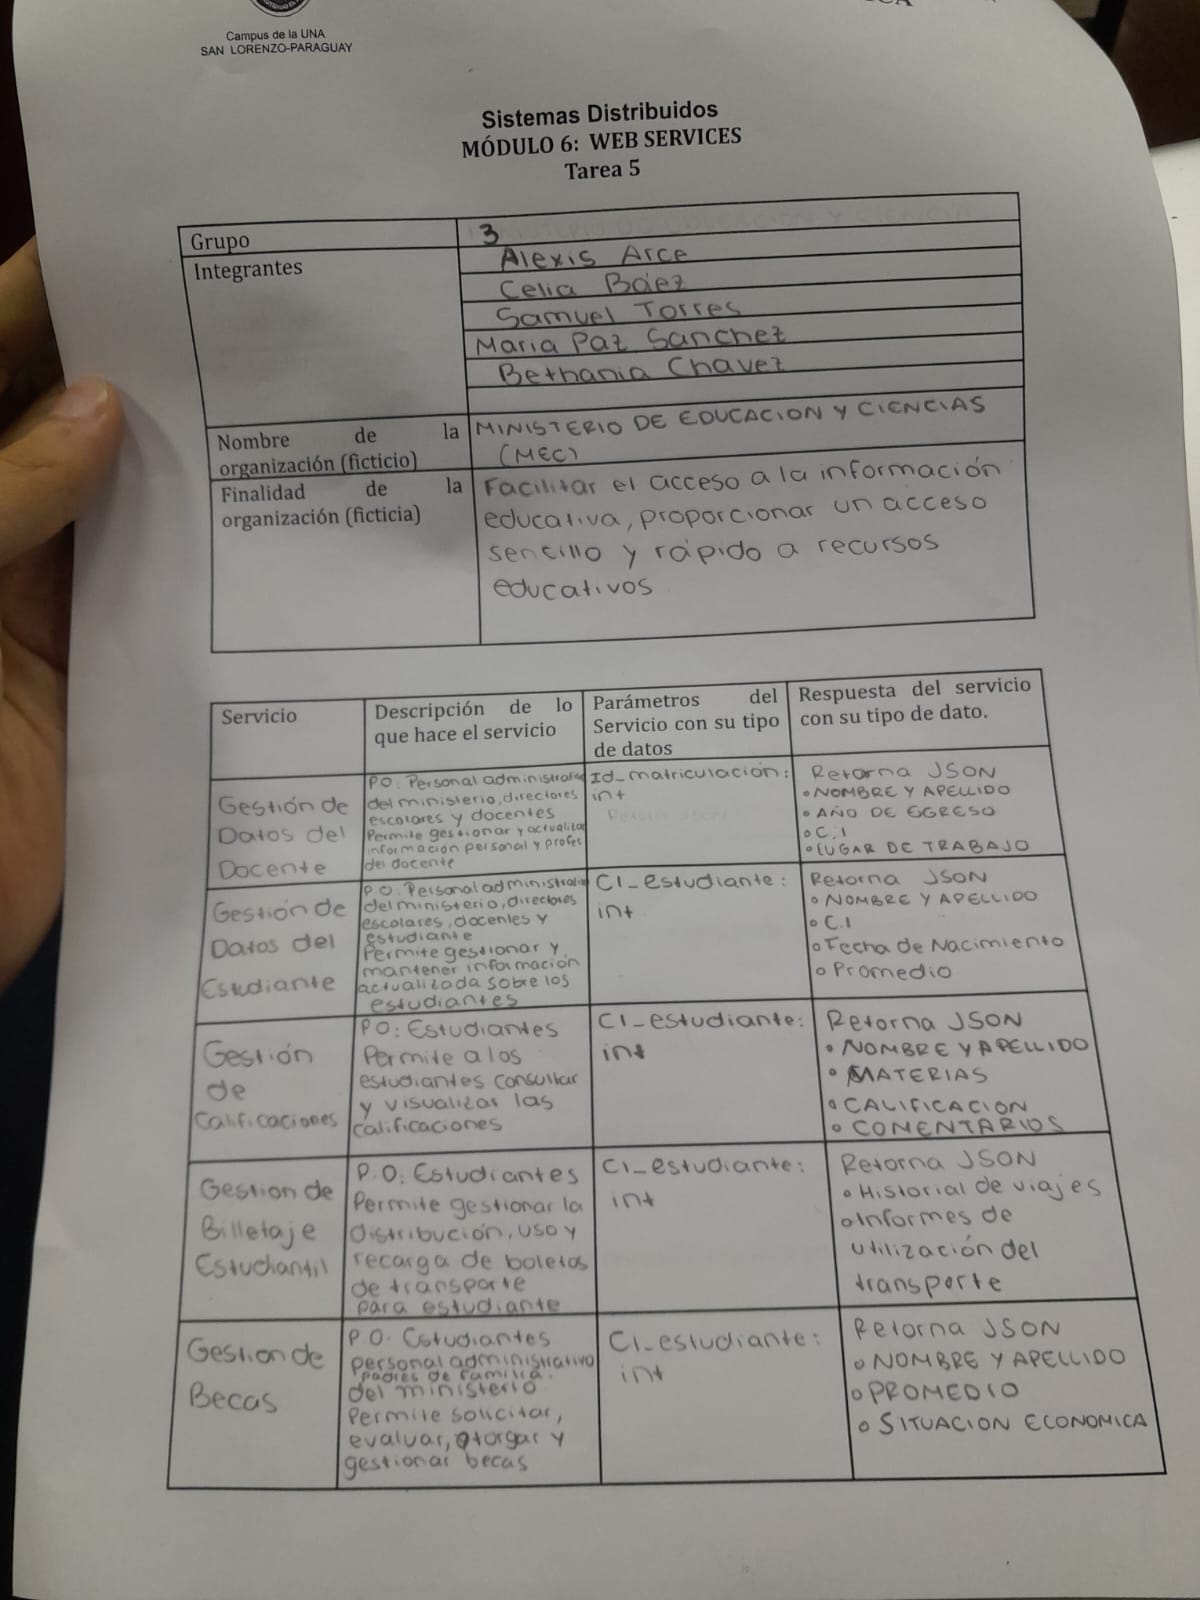 Campus de la UNA
SAN LORENZO-PARAGUAY
Sistemas Distribuidos
MÓDULO 6: WEB SERVICES
Tarea 5
Grupo
3
Integrantes
Alexis Arce
Celia Báez
Samuel Torres
Maria Paz Sanchez
Bethania Chavez
Nombre de la
organización (ficticio)
MINISTERIO DE EDUCACION Y CIENCIAS
(MEC)
Finalidad de la
organización (ficticia)
Facilitar el acceso a la información
educativa, proporcionar un acceso
sencillo y rápido a recursos
educativos
Servicio
Descripción de lo
que hace el servicio
Parámetros del
Servicio con su tipo
de datos
Respuesta del servicio
con su tipo de dato.
Gestión de
Datos del
Docente
PO: Personal administrativo
del ministerio, directores
escolares y docentes
Permite gestionar y actualizar
información personal y profes
del docente
Id_matriculación:
int
Retorna JSON
• NOMBRE Y APELLIDO
• AÑO DE EGRESO
• C.I
• LUGAR DE TRABAJO
Gestión de
Datos del
Estudiante
P.O: Personal administrativo
del ministerio, directores
escolares, docentes y
estudiante
Permite gestionar y
mantener información
actualizada sobre los
estudiantes
CI_estudiante:
int
Retorna JSON
• NOMBRE Y APELLIDO
• C.I
• Fecha de Nacimiento
• Promedio
Gestión
de
Calificaciones
PO: Estudiantes
Permite a los
estudiantes consultar
y visualizar las
calificaciones
CI_estudiante:
int
Retorna JSON
• NOMBRE Y APELLIDO
• MATERIAS
• CALIFICACION
• COMENTARIOS
Gestion de
Billetaje
Estudiantil
P.O: Estudiantes
Permite gestionar la
distribución, uso y
recarga de boletos
de transporte
para estudiante
CI_estudiante:
int
Retorna JSON
• Historial de viajes
• Informes de
utilización del
transporte
Gestion de
Becas
P.O. Estudiantes
personal administrativo
padres de familia.
del ministerio
Permite solicitar,
evaluar, otorgar y
gestionar becas
CI_estudiante:
int
Retorna JSON
• NOMBRE Y APELLIDO
• PROMEDIO
• SITUACION ECONOMICA